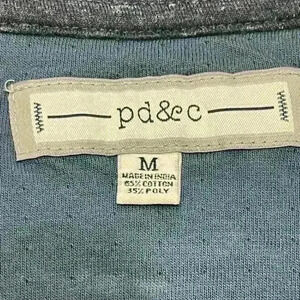 pd&c
M
MADE IN INDIA
65% COTTON
35% POLY